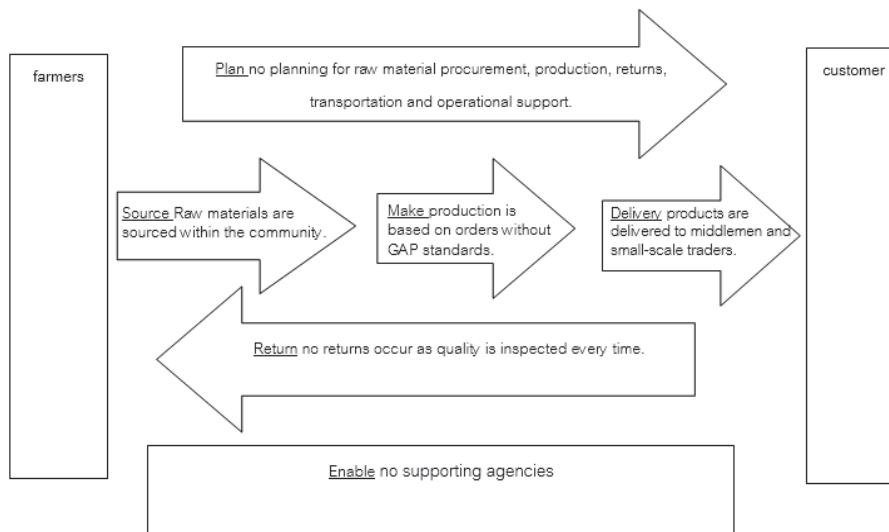 farmers
customer
Plan no planning for raw material procurement, production, returns,
transportation and operational support.
Source Raw materials are
sourced within the community.
Make production is
based on orders without
GAP standards.
Delivery products are
delivered to middlemen and
small-scale traders.
Return no returns occur as quality is inspected every time.
Enable no supporting agencies